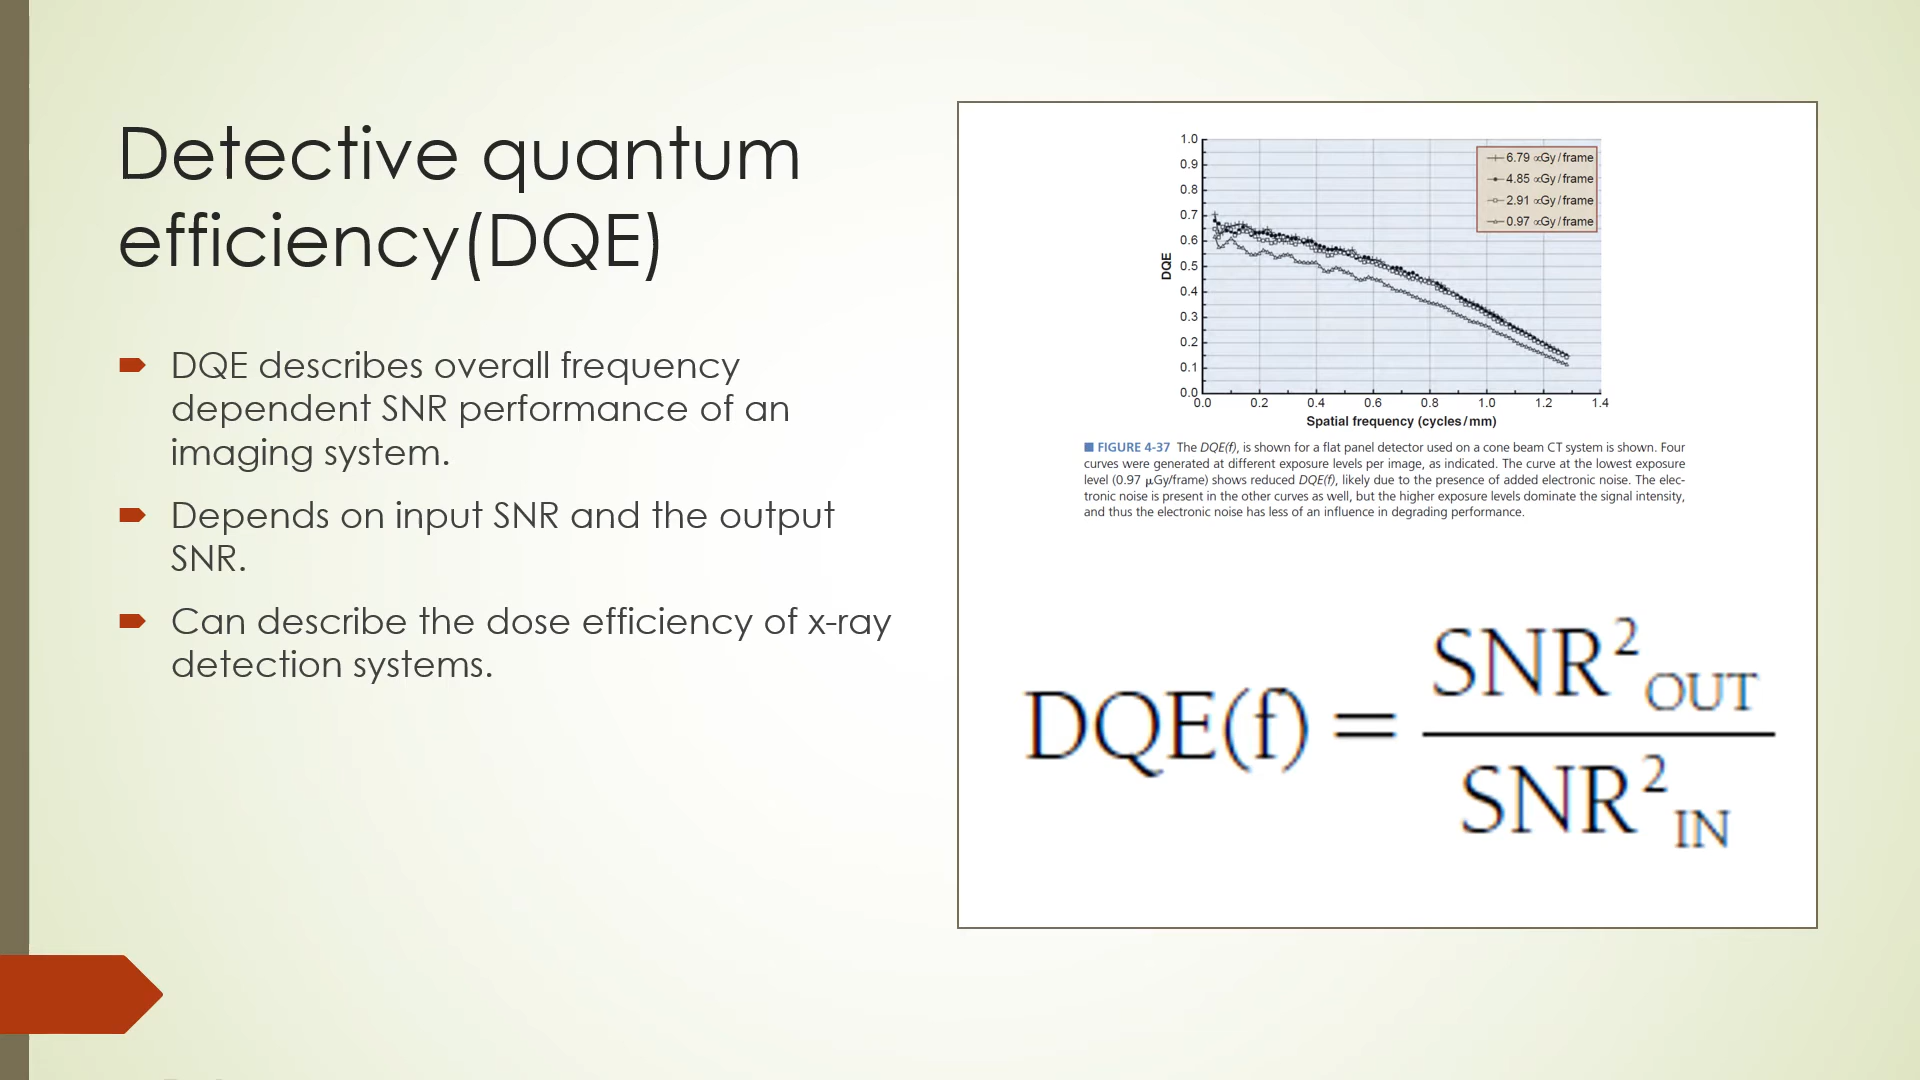 Detective quantum
efficiency(DQE)
DQE describes overall frequency
dependent SNR performance of an
imaging system.
Depends on input SNR and the output
SNR.
Can describe the dose efficiency of x-ray
detection systems.
1.0
0.9
0.8
0.7
0.6
0.5
0.4
0.3
0.2
0.1
0.0
DQE
6.79 ∝Gy/frame
4.85 ∝Gy/frame
2.91 ∝Gy/frame
0.97 ∝Gy/frame
0.0 0.2 0.4 0.6 0.8 1.0 1.2 1.4
Spatial frequency (cycles/mm)
■ FIGURE 4-37 The DQE(f), is shown for a flat panel detector used on a cone beam CT system is shown. Four
curves were generated at different exposure levels per image, as indicated. The curve at the lowest exposure
level (0.97 μGy/frame) shows reduced DQE(f), likely due to the presence of added electronic noise. The elec-
tronic noise is present in the other curves as well, but the higher exposure levels dominate the signal intensity,
and thus the electronic noise has less of an influence in degrading performance.
SNR²OUT
DQE(f) =
SNR²IN